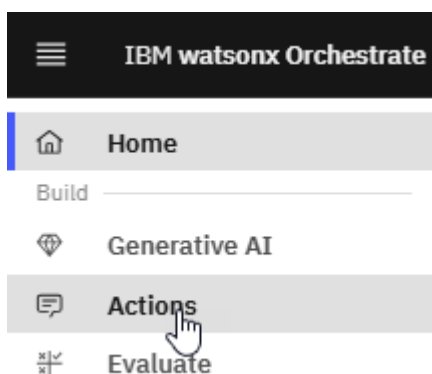 IBM watsonx Orchestrate
Home
Build
Generative AI
Actions
Evaluate